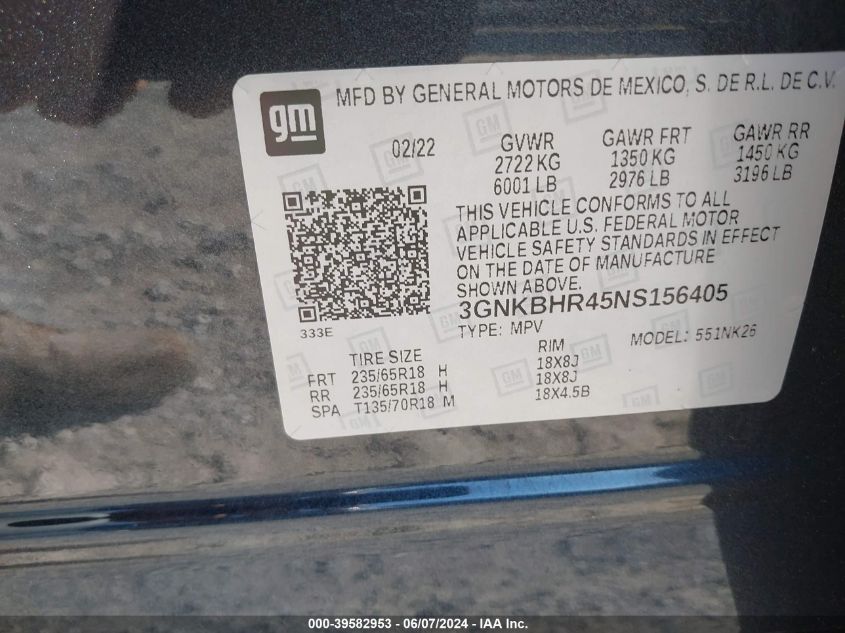 gm
MFD BY GENERAL MOTORS DE MEXICO, S. DE R.L. DE C.V.
02/22
GVWR GAWR FRT GAWR RR
2722 KG 1350 KG 1450 KG
6001 LB 2976 LB 3196 LB
THIS VEHICLE CONFORMS TO ALL
APPLICABLE U.S. FEDERAL MOTOR
VEHICLE SAFETY STANDARDS IN EFFECT
ON THE DATE OF MANUFACTURE
SHOWN ABOVE.
3GNKBHR45NS156405
333E
TYPE: MPV MODEL: 551NK26
TIRE SIZE RIM
FRT 235/65R18 H 18X8J
RR 235/65R18 H 18X8J
SPA T135/70R18 M 18X4.5B
000-39582953 - 06/07/2024 - IAA Inc.